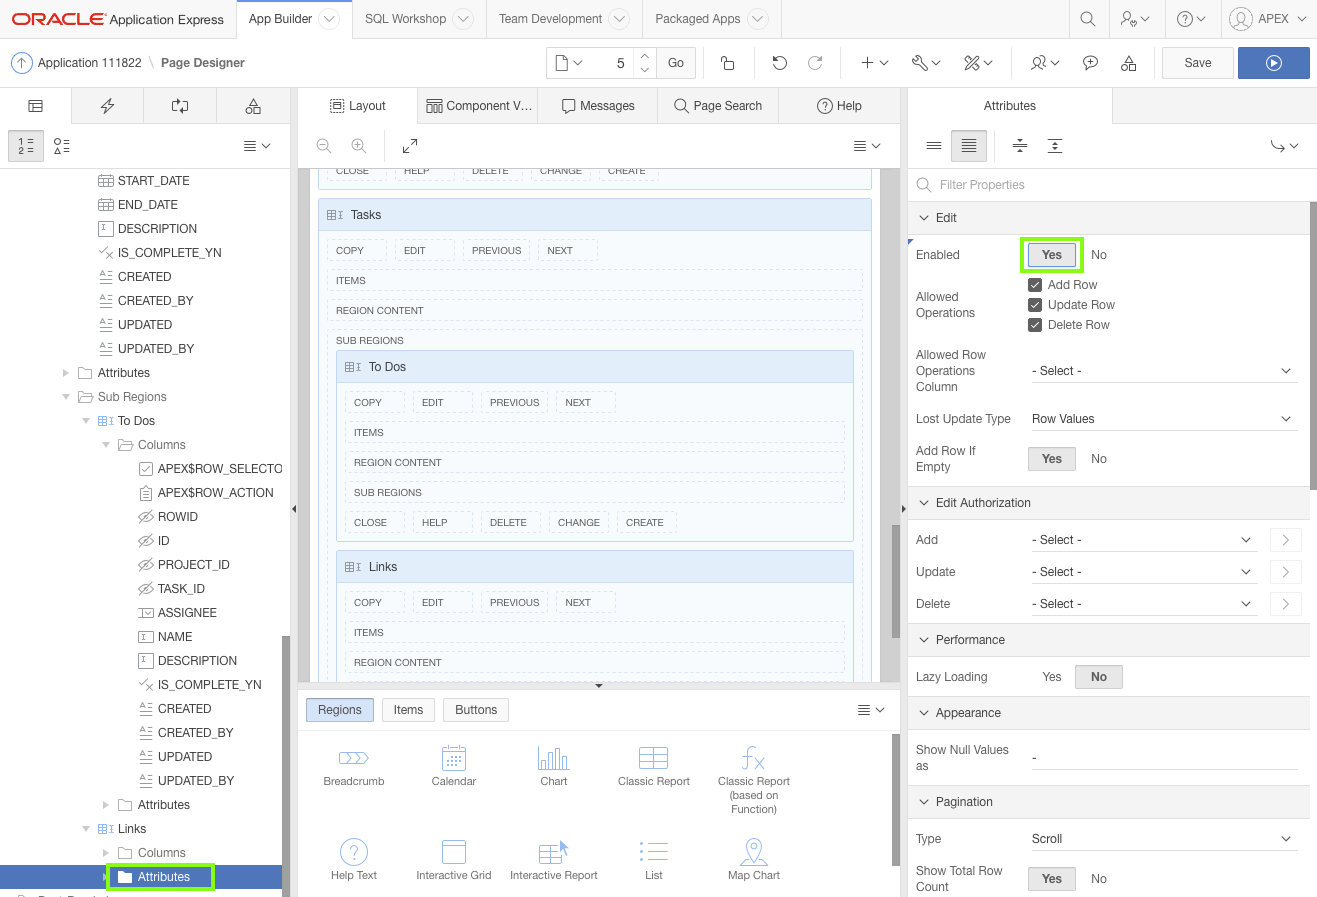 ORACLE Application Express
App Builder
SQL Workshop
Team Development
Packaged Apps
APEX
Application 111822 \ Page Designer
5
Go
Save
Layout
Component V...
Messages
Page Search
Help
Attributes
1
2
START_DATE
END_DATE
DESCRIPTION
IS_COMPLETE_YN
CREATED
CREATED_BY
UPDATED
UPDATED_BY
Attributes
Sub Regions
To Dos
Columns
APEX$ROW_SELECTO
APEX$ROW_ACTION
ROWID
ID
PROJECT_ID
TASK_ID
ASSIGNEE
NAME
DESCRIPTION
IS_COMPLETE_YN
CREATED
CREATED_BY
UPDATED
UPDATED_BY
Attributes
Links
Columns
Attributes
CLOSE HELP DELETE CHANGE CREATE
Tasks
COPY EDIT PREVIOUS NEXT
ITEMS
REGION CONTENT
SUB REGIONS
To Dos
COPY EDIT PREVIOUS NEXT
ITEMS
REGION CONTENT
SUB REGIONS
CLOSE HELP DELETE CHANGE CREATE
Links
COPY EDIT PREVIOUS NEXT
ITEMS
REGION CONTENT
Regions Items Buttons
Breadcrumb
Calendar
Chart
Classic Report
Classic Report
(based on
Function)
Help Text
Interactive Grid
Interactive Report
List
Map Chart
Filter Properties
Edit
Enabled Yes No
Allowed
Operations
Add Row
Update Row
Delete Row
Allowed Row
Operations
Column
- Select -
Lost Update Type Row Values
Add Row If
Empty
Yes No
Edit Authorization
Add - Select -
Update - Select -
Delete - Select -
Performance
Lazy Loading Yes No
Appearance
Show Null Values
as
-
Pagination
Type Scroll
Show Total Row
Count
Yes No